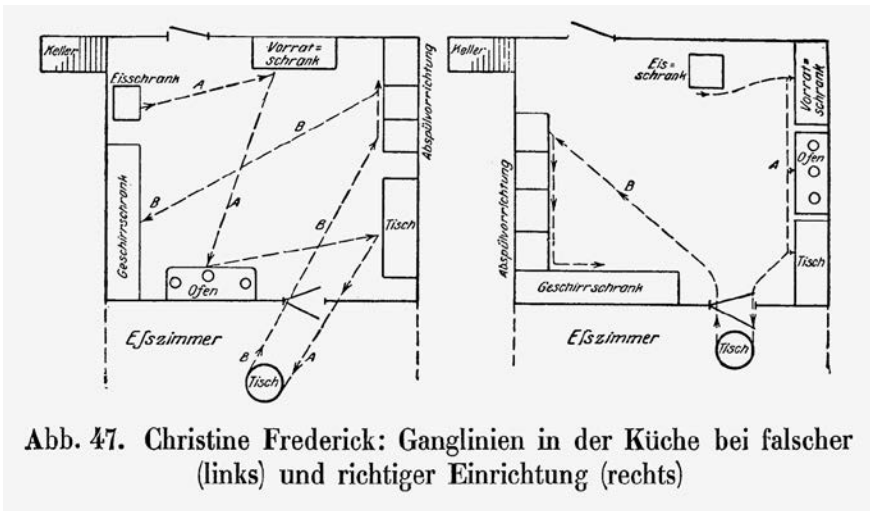 Keller
Vorrat=
schrank
Eisschrank
A
B
Abspülvorrichtung
B
A
Geschirrschrank
B
Tisch
Ofen
Eſszimmer
B
A
Tisch
Keller
Eis=
schrank
Vorrat=
schrank
Ofen
A
B
Abspülvorrichtung
Tisch
Geschirrschrank
Eſszimmer
Tisch
Abb. 47. Christine Frederick: Ganglinien in der Küche bei falscher
(links) und richtiger Einrichtung (rechts)